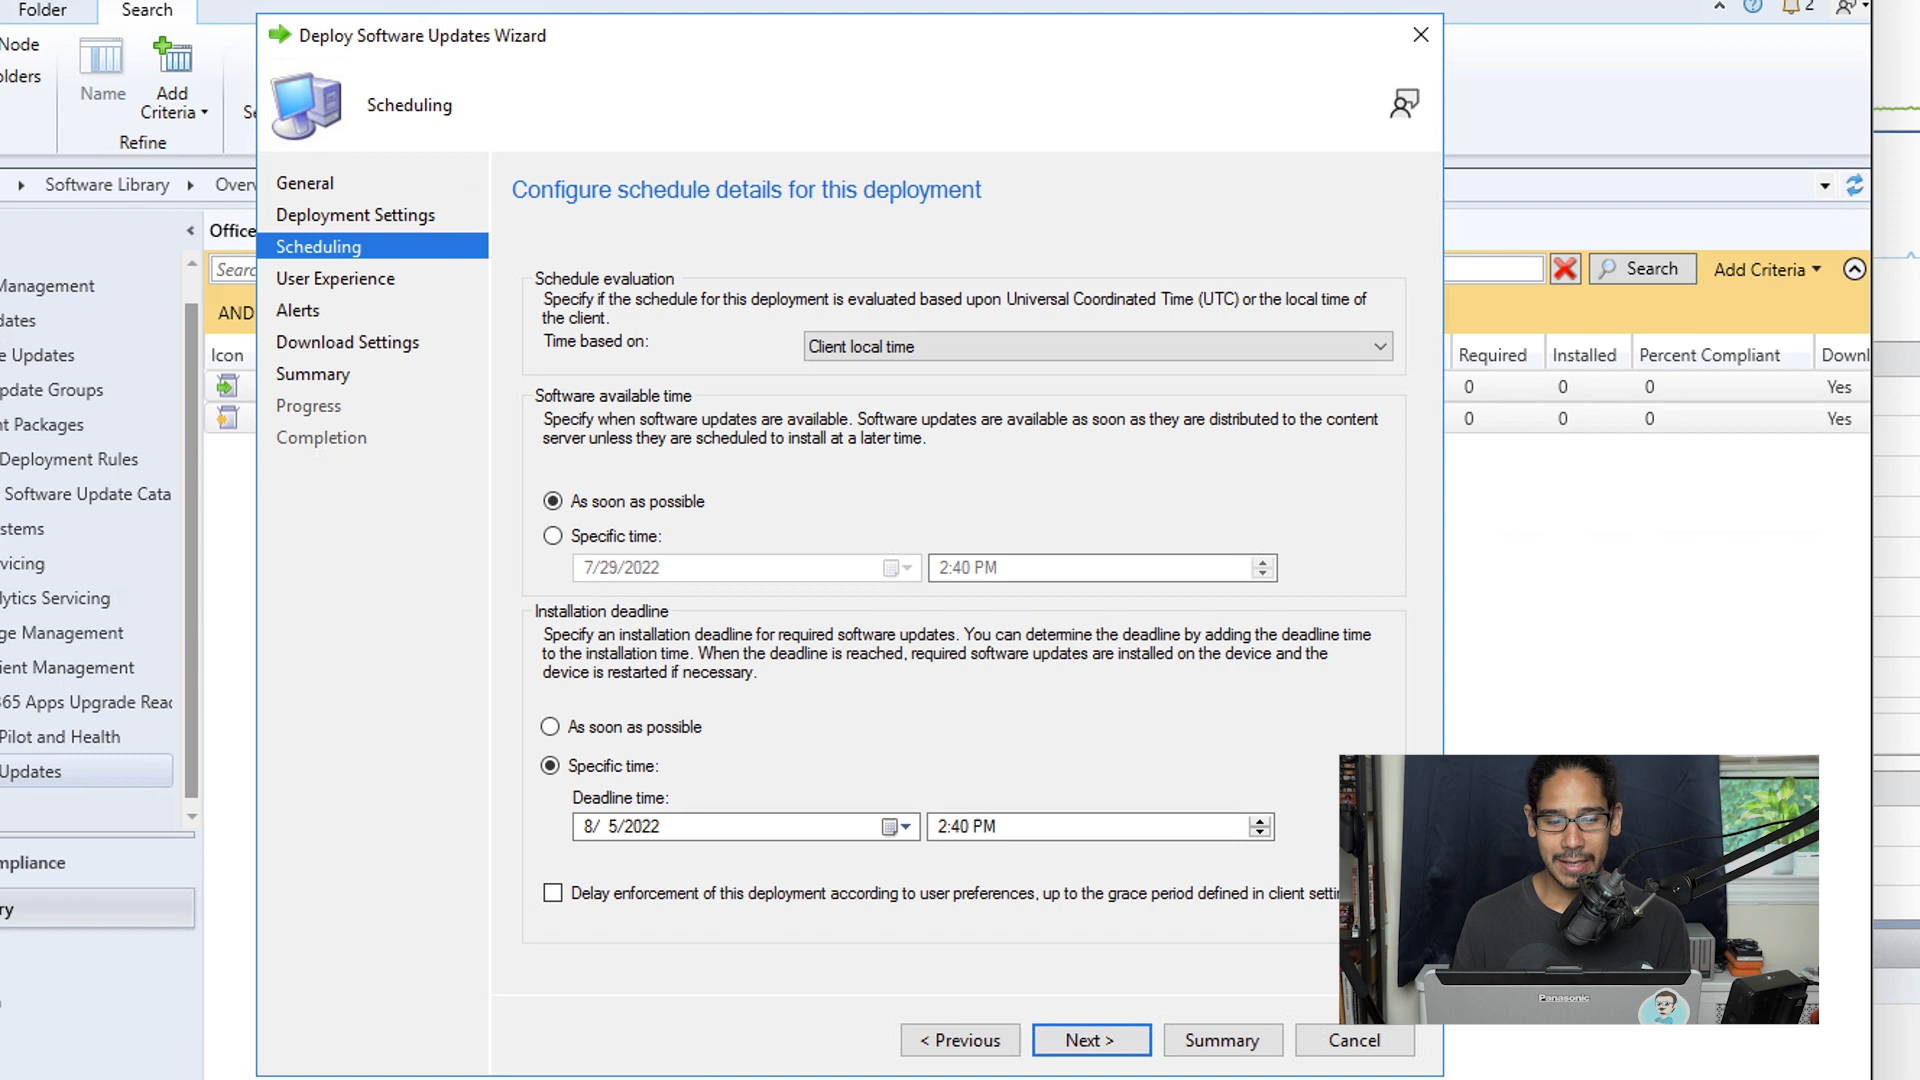 Folder
Search
2
Node
olders
Name
Add
Criteria
Refine
Software Library
Over
Office
Search
Add Criteria
AND
Icon
Required
Installed
Percent Compliant
Downl
0
0
0
Yes
0
0
0
Yes
Management
dates
e Updates
pdate Groups
nt Packages
Deployment Rules
Software Update Cata
stems
vicing
lytics Servicing
ge Management
ient Management
365 Apps Upgrade Read
Pilot and Health
Updates
mpliance
ry
Deploy Software Updates Wizard
Scheduling
General
Deployment Settings
Scheduling
User Experience
Alerts
Download Settings
Summary
Progress
Completion
Configure schedule details for this deployment
Schedule evaluation
Specify if the schedule for this deployment is evaluated based upon Universal Coordinated Time (UTC) or the local time of
the client.
Time based on:
Client local time
Software available time
Specify when software updates are available. Software updates are available as soon as they are distributed to the content
server unless they are scheduled to install at a later time.
As soon as possible
Specific time:
7/29/2022
2:40 PM
Installation deadline
Specify an installation deadline for required software updates. You can determine the deadline by adding the deadline time
to the installation time. When the deadline is reached, required software updates are installed on the device and the
device is restarted if necessary.
As soon as possible
Specific time:
Deadline time:
8/ 5/2022
2:40 PM
Delay enforcement of this deployment according to user preferences, up to the grace period defined in client setti
< Previous
Next >
Summary
Cancel
Panasonic